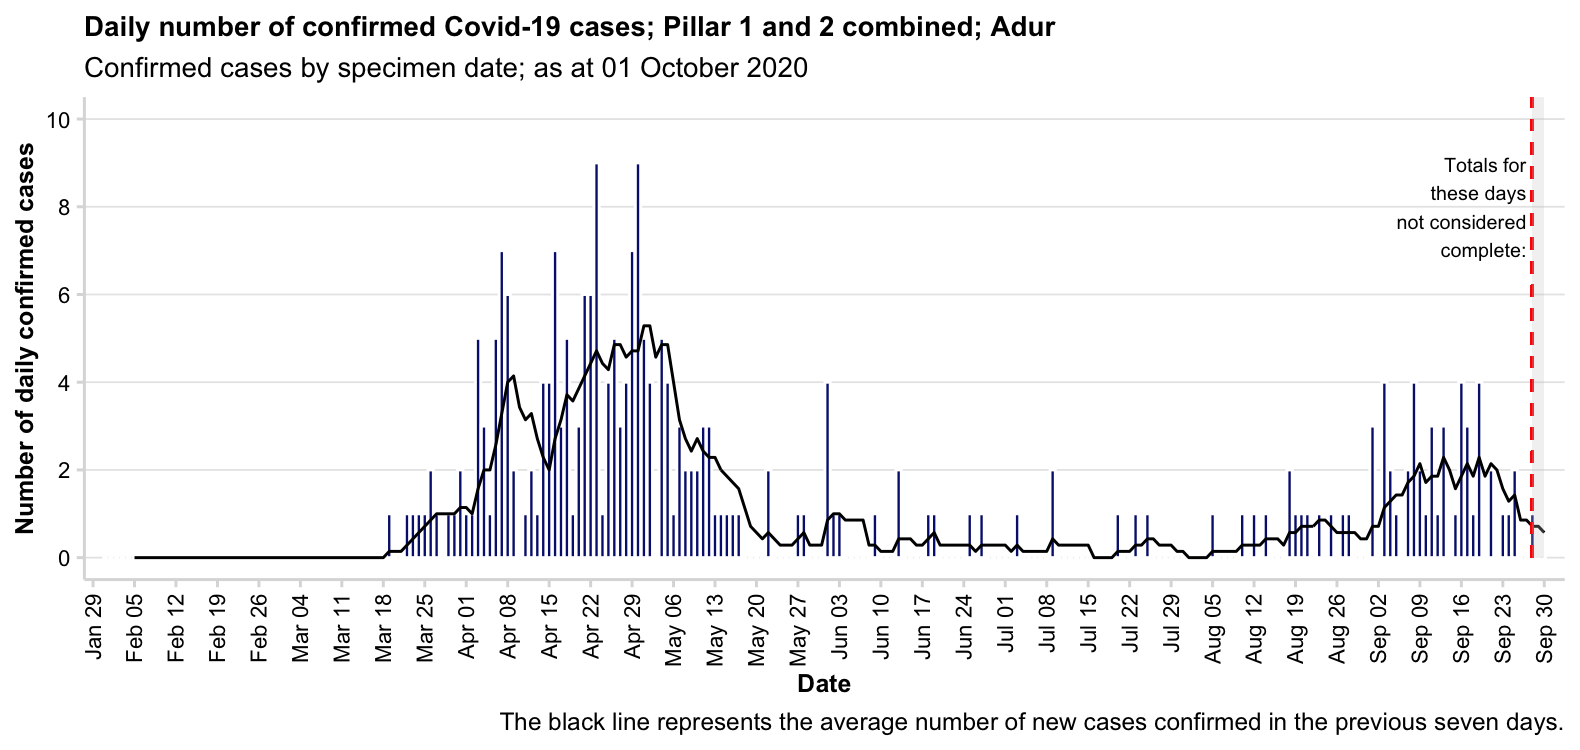 Daily number of confirmed Covid-19 cases; Pillar 1 and 2 combined; Adur
Confirmed cases by specimen date; as at 01 October 2020
Number of daily confirmed cases
10
8
6
4
2
0
Totals for
these days
not considered
complete:
Jan 29
Feb 05
Feb 12
Feb 19
Feb 26
Mar 04
Mar 11
Mar 18
Mar 25
Apr 01
Apr 08
Apr 15
Apr 22
Apr 29
May 06
May 13
May 20
May 27
Jun 03
Jun 10
Jun 17
Jun 24
Jul 01
Jul 08
Jul 15
Jul 22
Jul 29
Aug 05
Aug 12
Aug 19
Aug 26
Sep 02
Sep 09
Sep 16
Sep 23
Sep 30
Date
The black line represents the average number of new cases confirmed in the previous seven days.